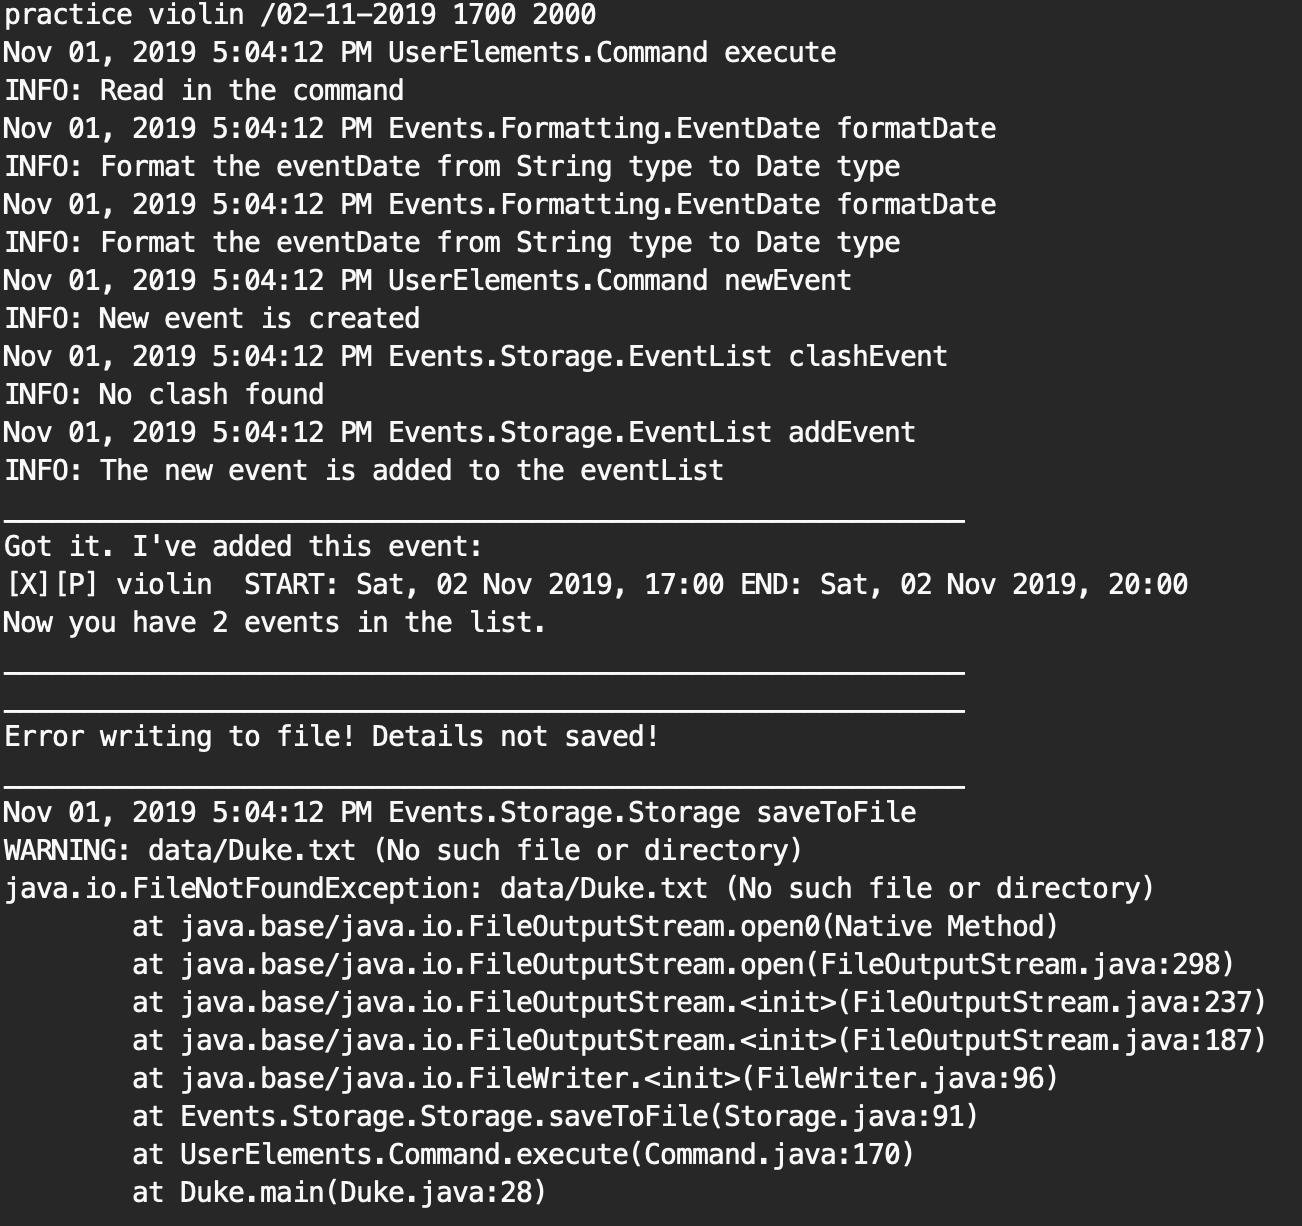 practice violin /02-11-2019 1700 2000
Nov 01, 2019 5:04:12 PM UserElements.Command execute
INFO: Read in the command
Nov 01, 2019 5:04:12 PM Events.Formatting.EventDate formatDate
INFO: Format the eventDate from String type to Date type
Nov 01, 2019 5:04:12 PM Events.Formatting.EventDate formatDate
INFO: Format the eventDate from String type to Date type
Nov 01, 2019 5:04:12 PM UserElements.Command newEvent
INFO: New event is created
Nov 01, 2019 5:04:12 PM Events.Storage.EventList clashEvent
INFO: No clash found
Nov 01, 2019 5:04:12 PM Events.Storage.EventList addEvent
INFO: The new event is added to the eventList
____________________________________________________________
Got it. I've added this event:
[X][P] violin  START: Sat, 02 Nov 2019, 17:00 END: Sat, 02 Nov 2019, 20:00
Now you have 2 events in the list.
____________________________________________________________
____________________________________________________________
Error writing to file! Details not saved!
____________________________________________________________
Nov 01, 2019 5:04:12 PM Events.Storage.Storage saveToFile
WARNING: data/Duke.txt (No such file or directory)
java.io.FileNotFoundException: data/Duke.txt (No such file or directory)
        at java.base/java.io.FileOutputStream.open0(Native Method)
        at java.base/java.io.FileOutputStream.open(FileOutputStream.java:298)
        at java.base/java.io.FileOutputStream.<init>(FileOutputStream.java:237)
        at java.base/java.io.FileOutputStream.<init>(FileOutputStream.java:187)
        at java.base/java.io.FileWriter.<init>(FileWriter.java:96)
        at Events.Storage.Storage.saveToFile(Storage.java:91)
        at UserElements.Command.execute(Command.java:170)
        at Duke.main(Duke.java:28)